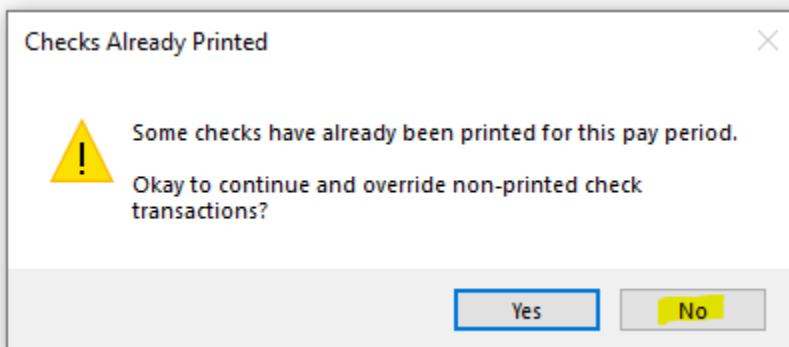 Checks Already Printed
Some checks have already been printed for this pay period.
Okay to continue and override non-printed check
transactions?
Yes
No